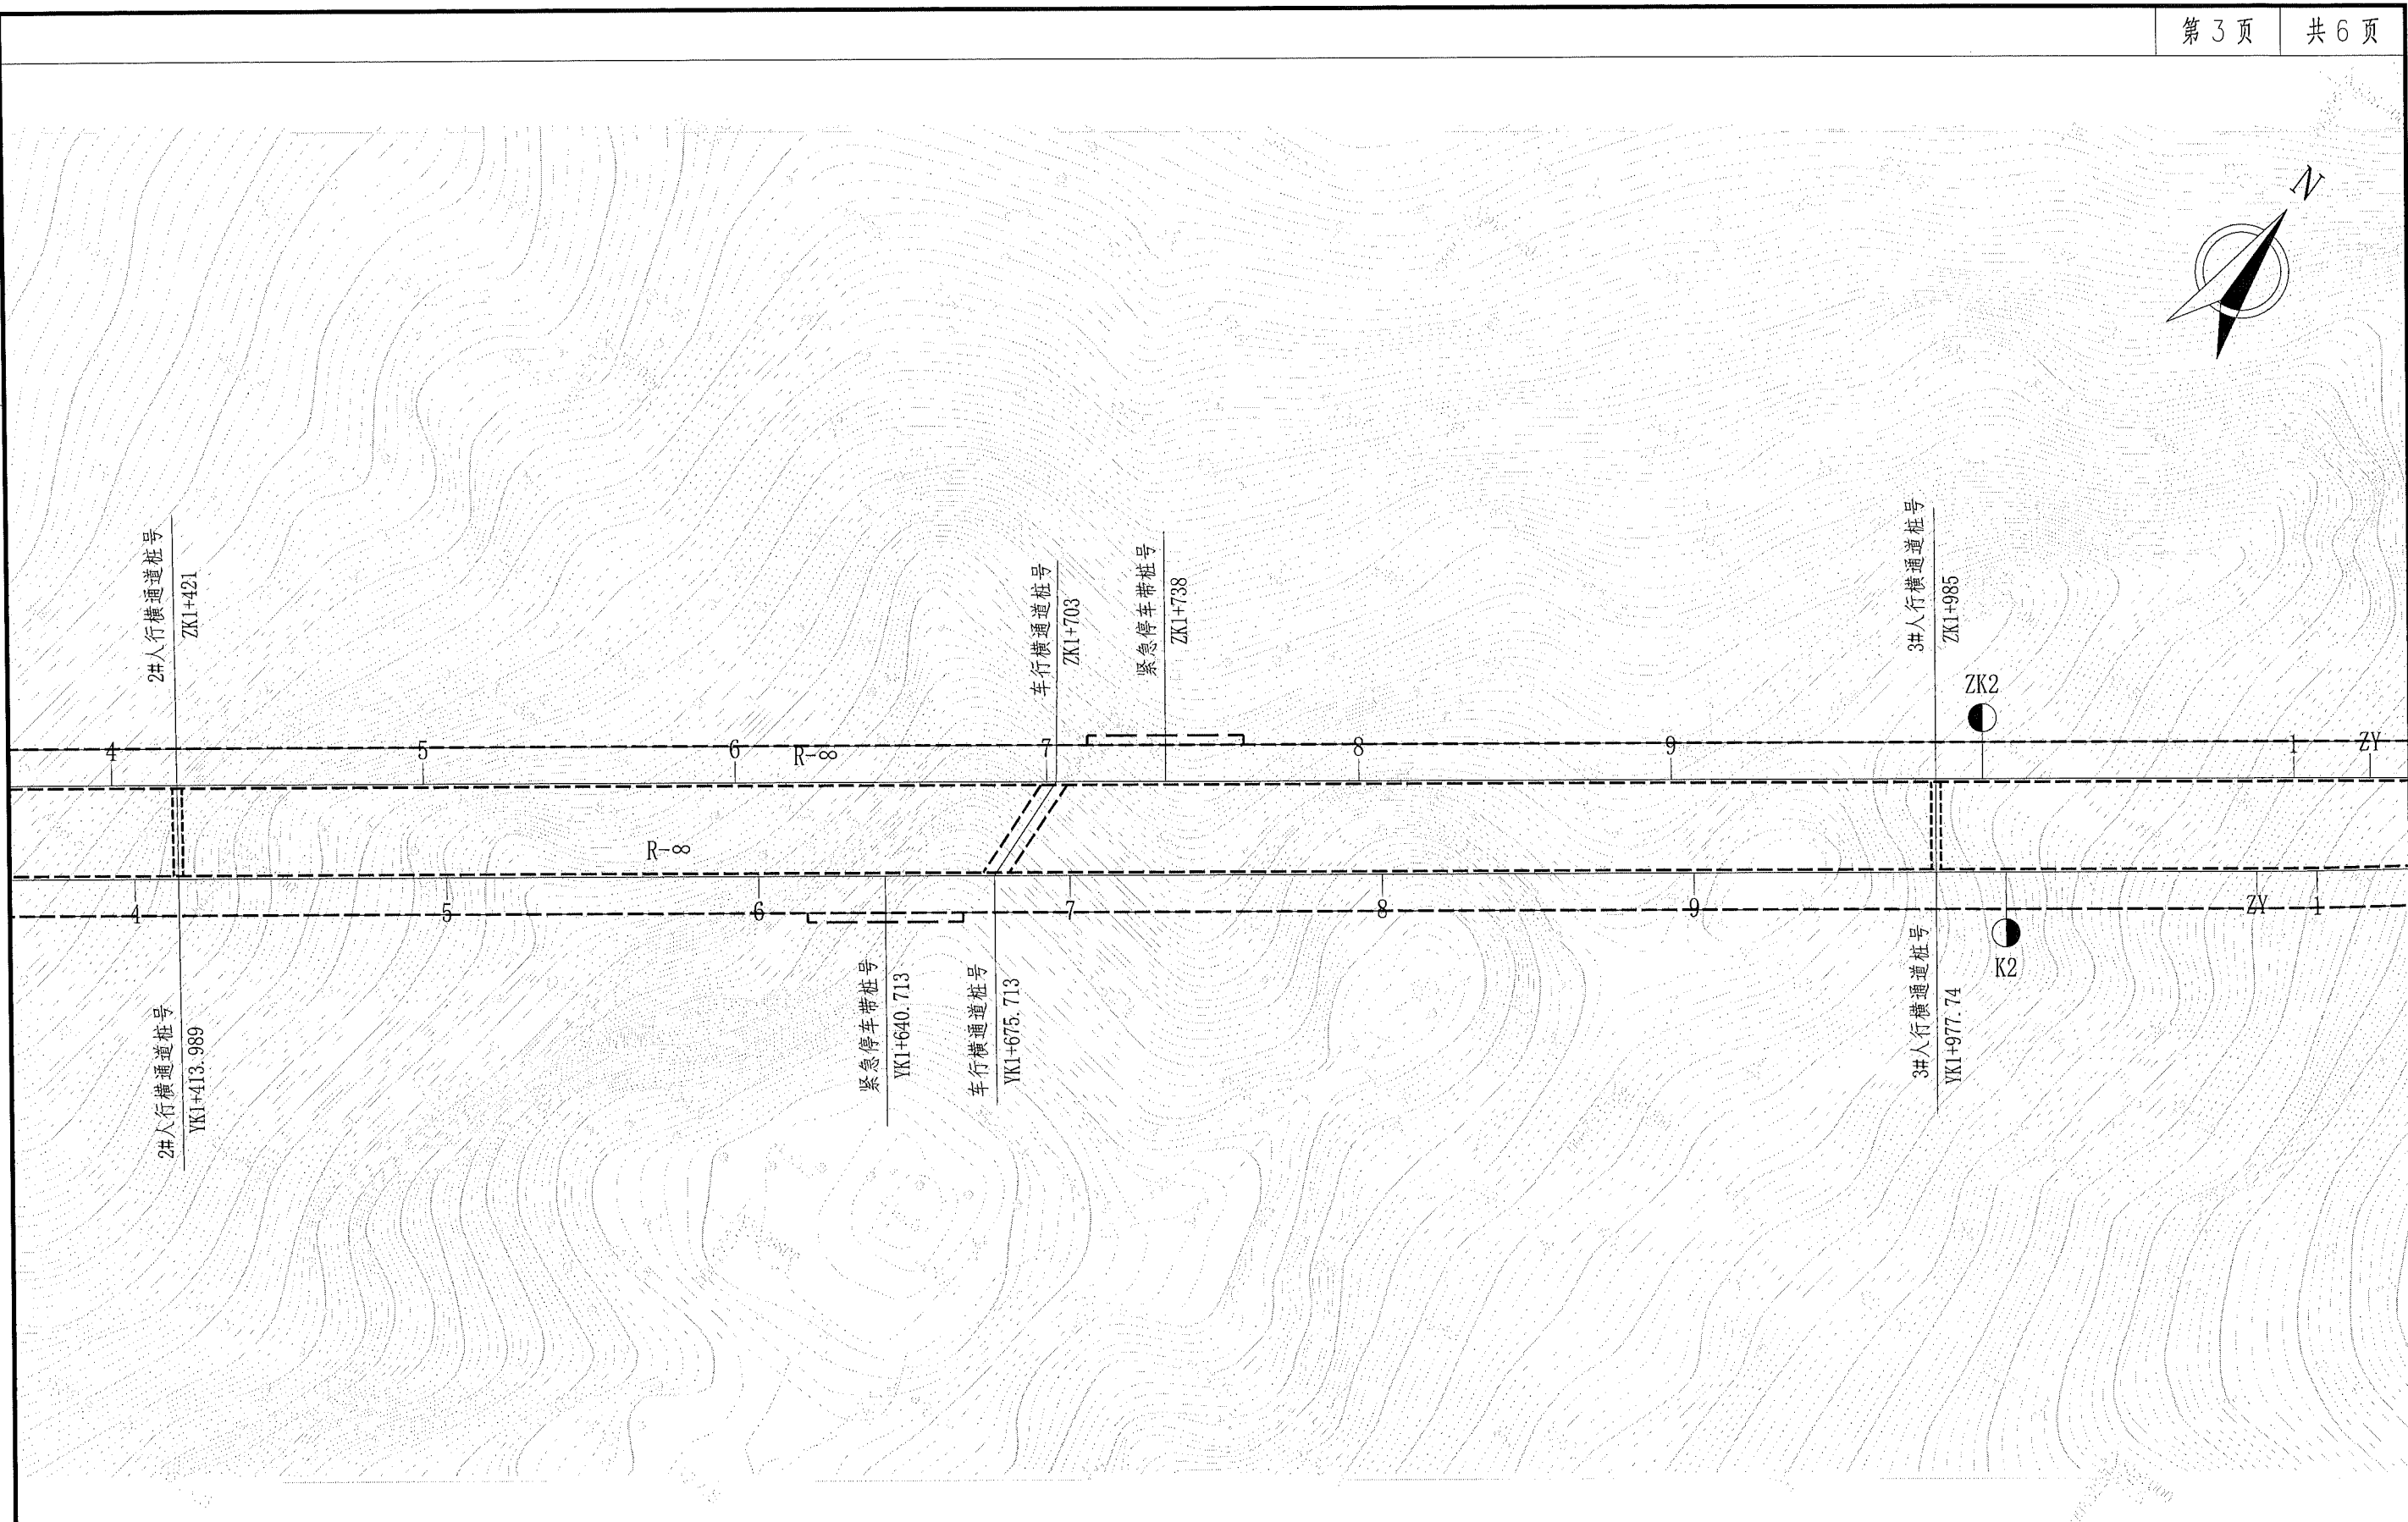 第 3 页
共 6 页
N
2#人行横通道桩号
ZK1+421
车行横通道桩号
ZK1+703
紧急停车带桩号
ZK1+738
3#人行横通道桩号
ZK1+985
ZK2
4
5
6
R-∞
7
8
9
1
ZY
R-∞
4
5
6
7
8
9
ZY
1
K2
2#人行横通道桩号
YK1+413.989
紧急停车带桩号
YK1+640.713
车行横通道桩号
YK1+675.713
3#人行横通道桩号
YK1+977.74